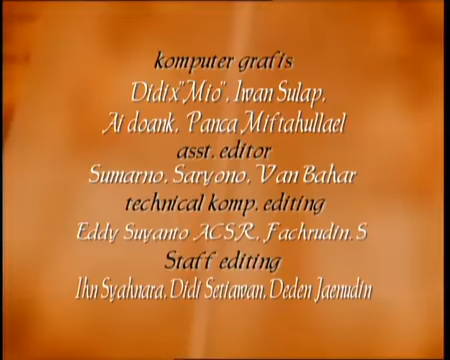 komputer grafis
Didix"Mio", Iwan Sulap,
Ai doank, Panca Miftahullael
asst. editor
Sumarno, Saryono, Van Bahar
technical komp. editing
Eddy Suyanto ACSR, Fachrudin. S
Staff editing
Ihn Syahnara, Didi Setiawan, Deden Jaenudin